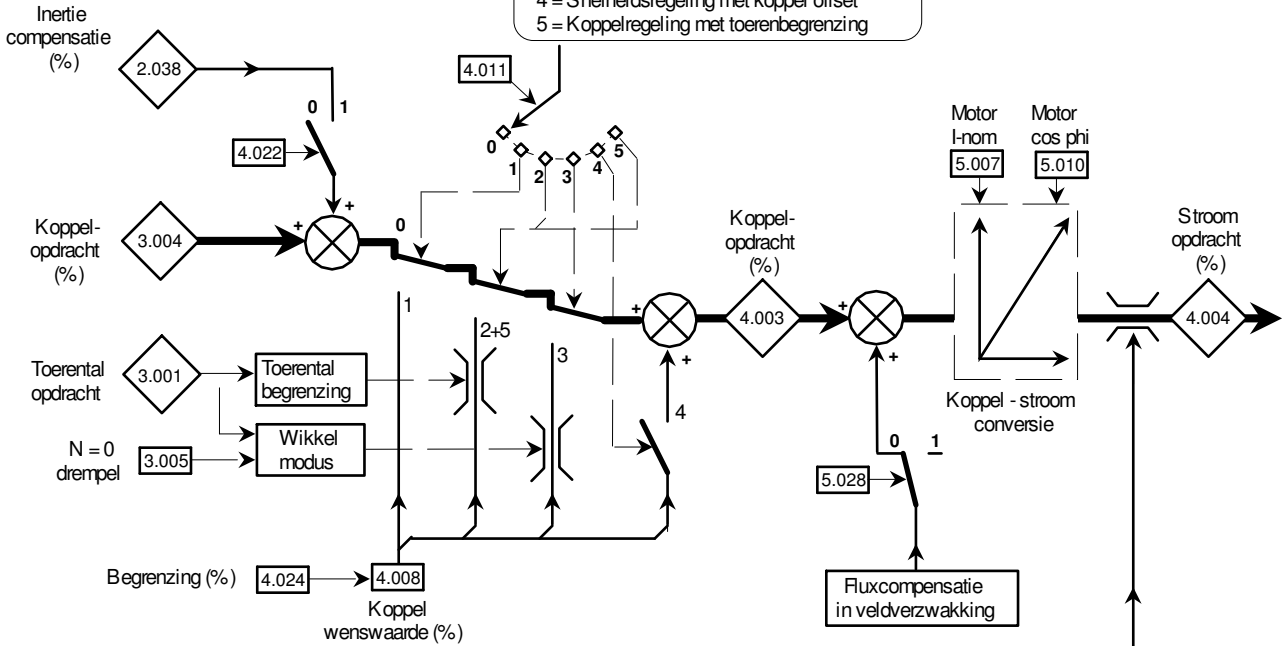 4 = Snelheidsregeling met koppel offset
5 = Koppelregeling met toerenbegrenzing
Inertie
compensatie
(%)
2.038
0 1
4.022
4.011
0
1
2
3
4
5
Motor
I-nom
5.007
Motor
cos phi
5.010
Koppel-
opdracht
(%)
3.004
+
+
0
1
2+5
3
4
+
+
Koppel-
opdracht
(%)
4.003
+
+
Koppel - stroom
conversie
Stroom
opdracht
(%)
4.004
Toerental
opdracht
3.001
Toerental
begrenzing
N = 0
drempel
3.005
Wikkel
modus
0 1
5.028
Begrenzing (%)
4.024
4.008
Koppel
wenswaarde (%)
Fluxcompensatie
in veldverzwakking